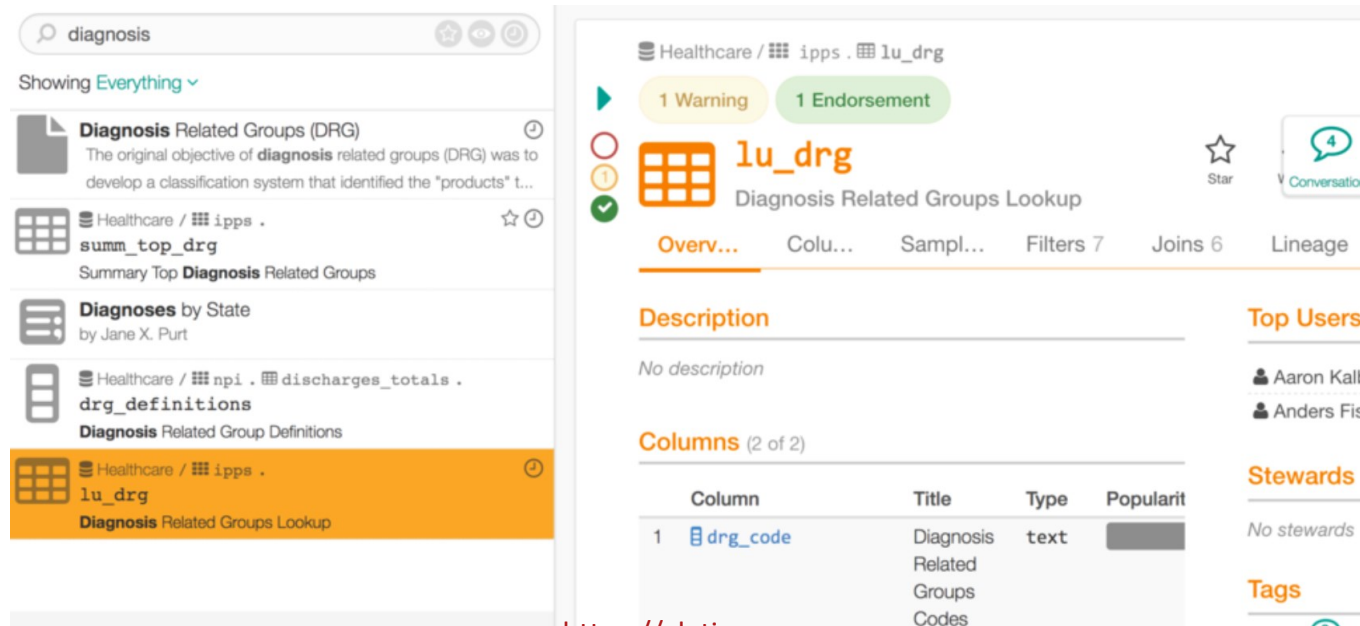 diagnosis
Showing Everything
Diagnosis Related Groups (DRG)
The original objective of diagnosis related groups (DRG) was to
develop a classification system that identified the "products" t...
Healthcare / ipps .
summ_top_drg
Summary Top Diagnosis Related Groups
Diagnoses by State
by Jane X. Purt
Healthcare / npi . discharges_totals .
drg_definitions
Diagnosis Related Group Definitions
Healthcare / ipps .
lu_drg
Diagnosis Related Groups Lookup
Healthcare / ipps . lu_drg
1 Warning 1 Endorsement
1
lu_drg
Diagnosis Related Groups Lookup
Star
4
Conversatio
Overv... Colu... Sampl... Filters 7 Joins 6 Lineage
Description
No description
Columns (2 of 2)
Column Title Type Popularit
1 drg_code Diagnosis text
Related
Groups
Codes
Top Users
Aaron Kall
Anders Fis
Stewards
No stewards
Tags